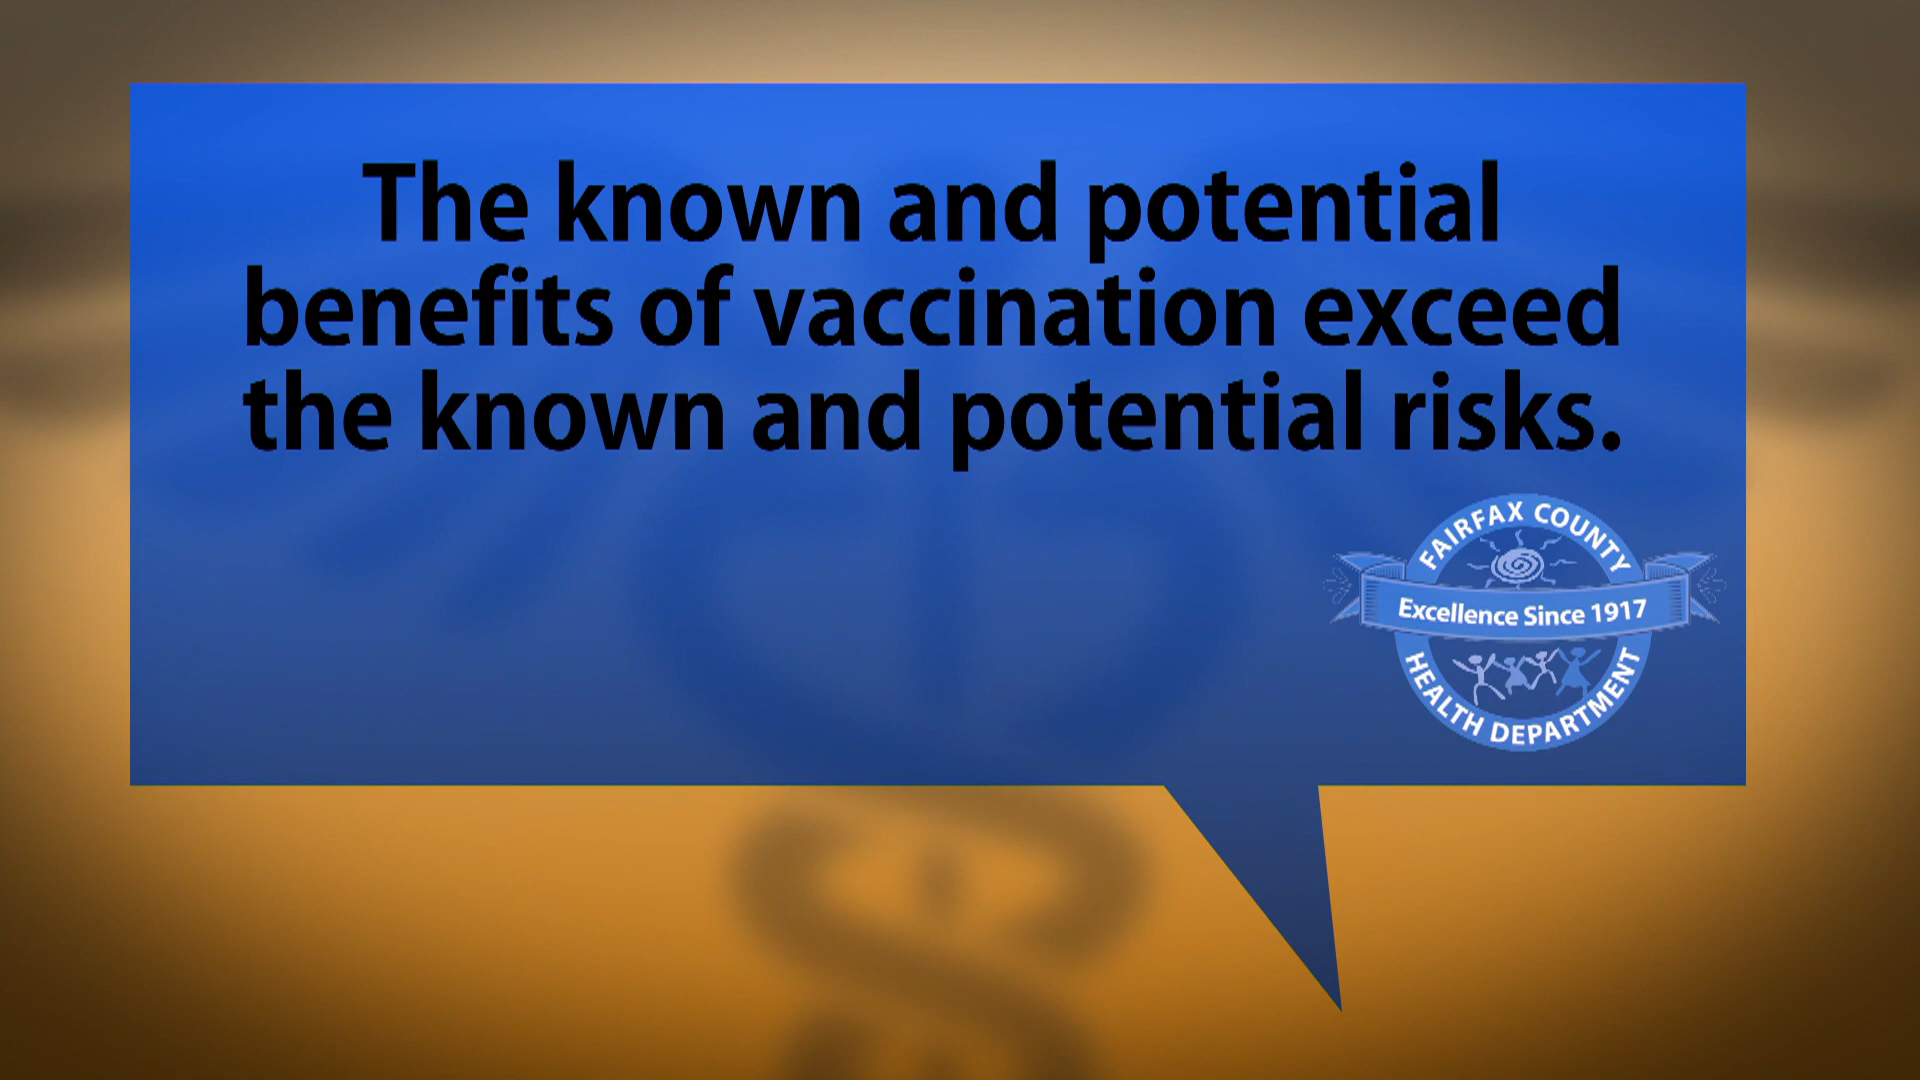 The known and potential
benefits of vaccination exceed
the known and potential risks.
FAIRFAX COUNTY
Excellence Since 1917
HEALTH DEPARTMENT